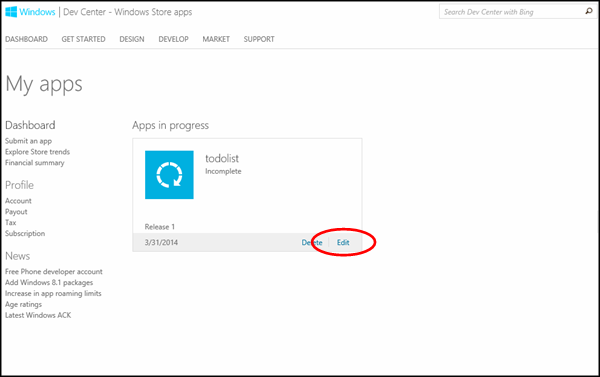 Windows | Dev Center - Windows Store apps
Search Dev Center with Bing
DASHBOARD GET STARTED DESIGN DEVELOP MARKET SUPPORT
My apps
Dashboard
Submit an app
Explore Store trends
Financial summary
Profile
Account
Payout
Tax
Subscription
News
Free Phone developer account
Add Windows 8.1 packages
Increase in app roaming limits
Age ratings
Latest Windows ACK
Apps in progress
todolist
Incomplete
Release 1
3/31/2014 Delete Edit